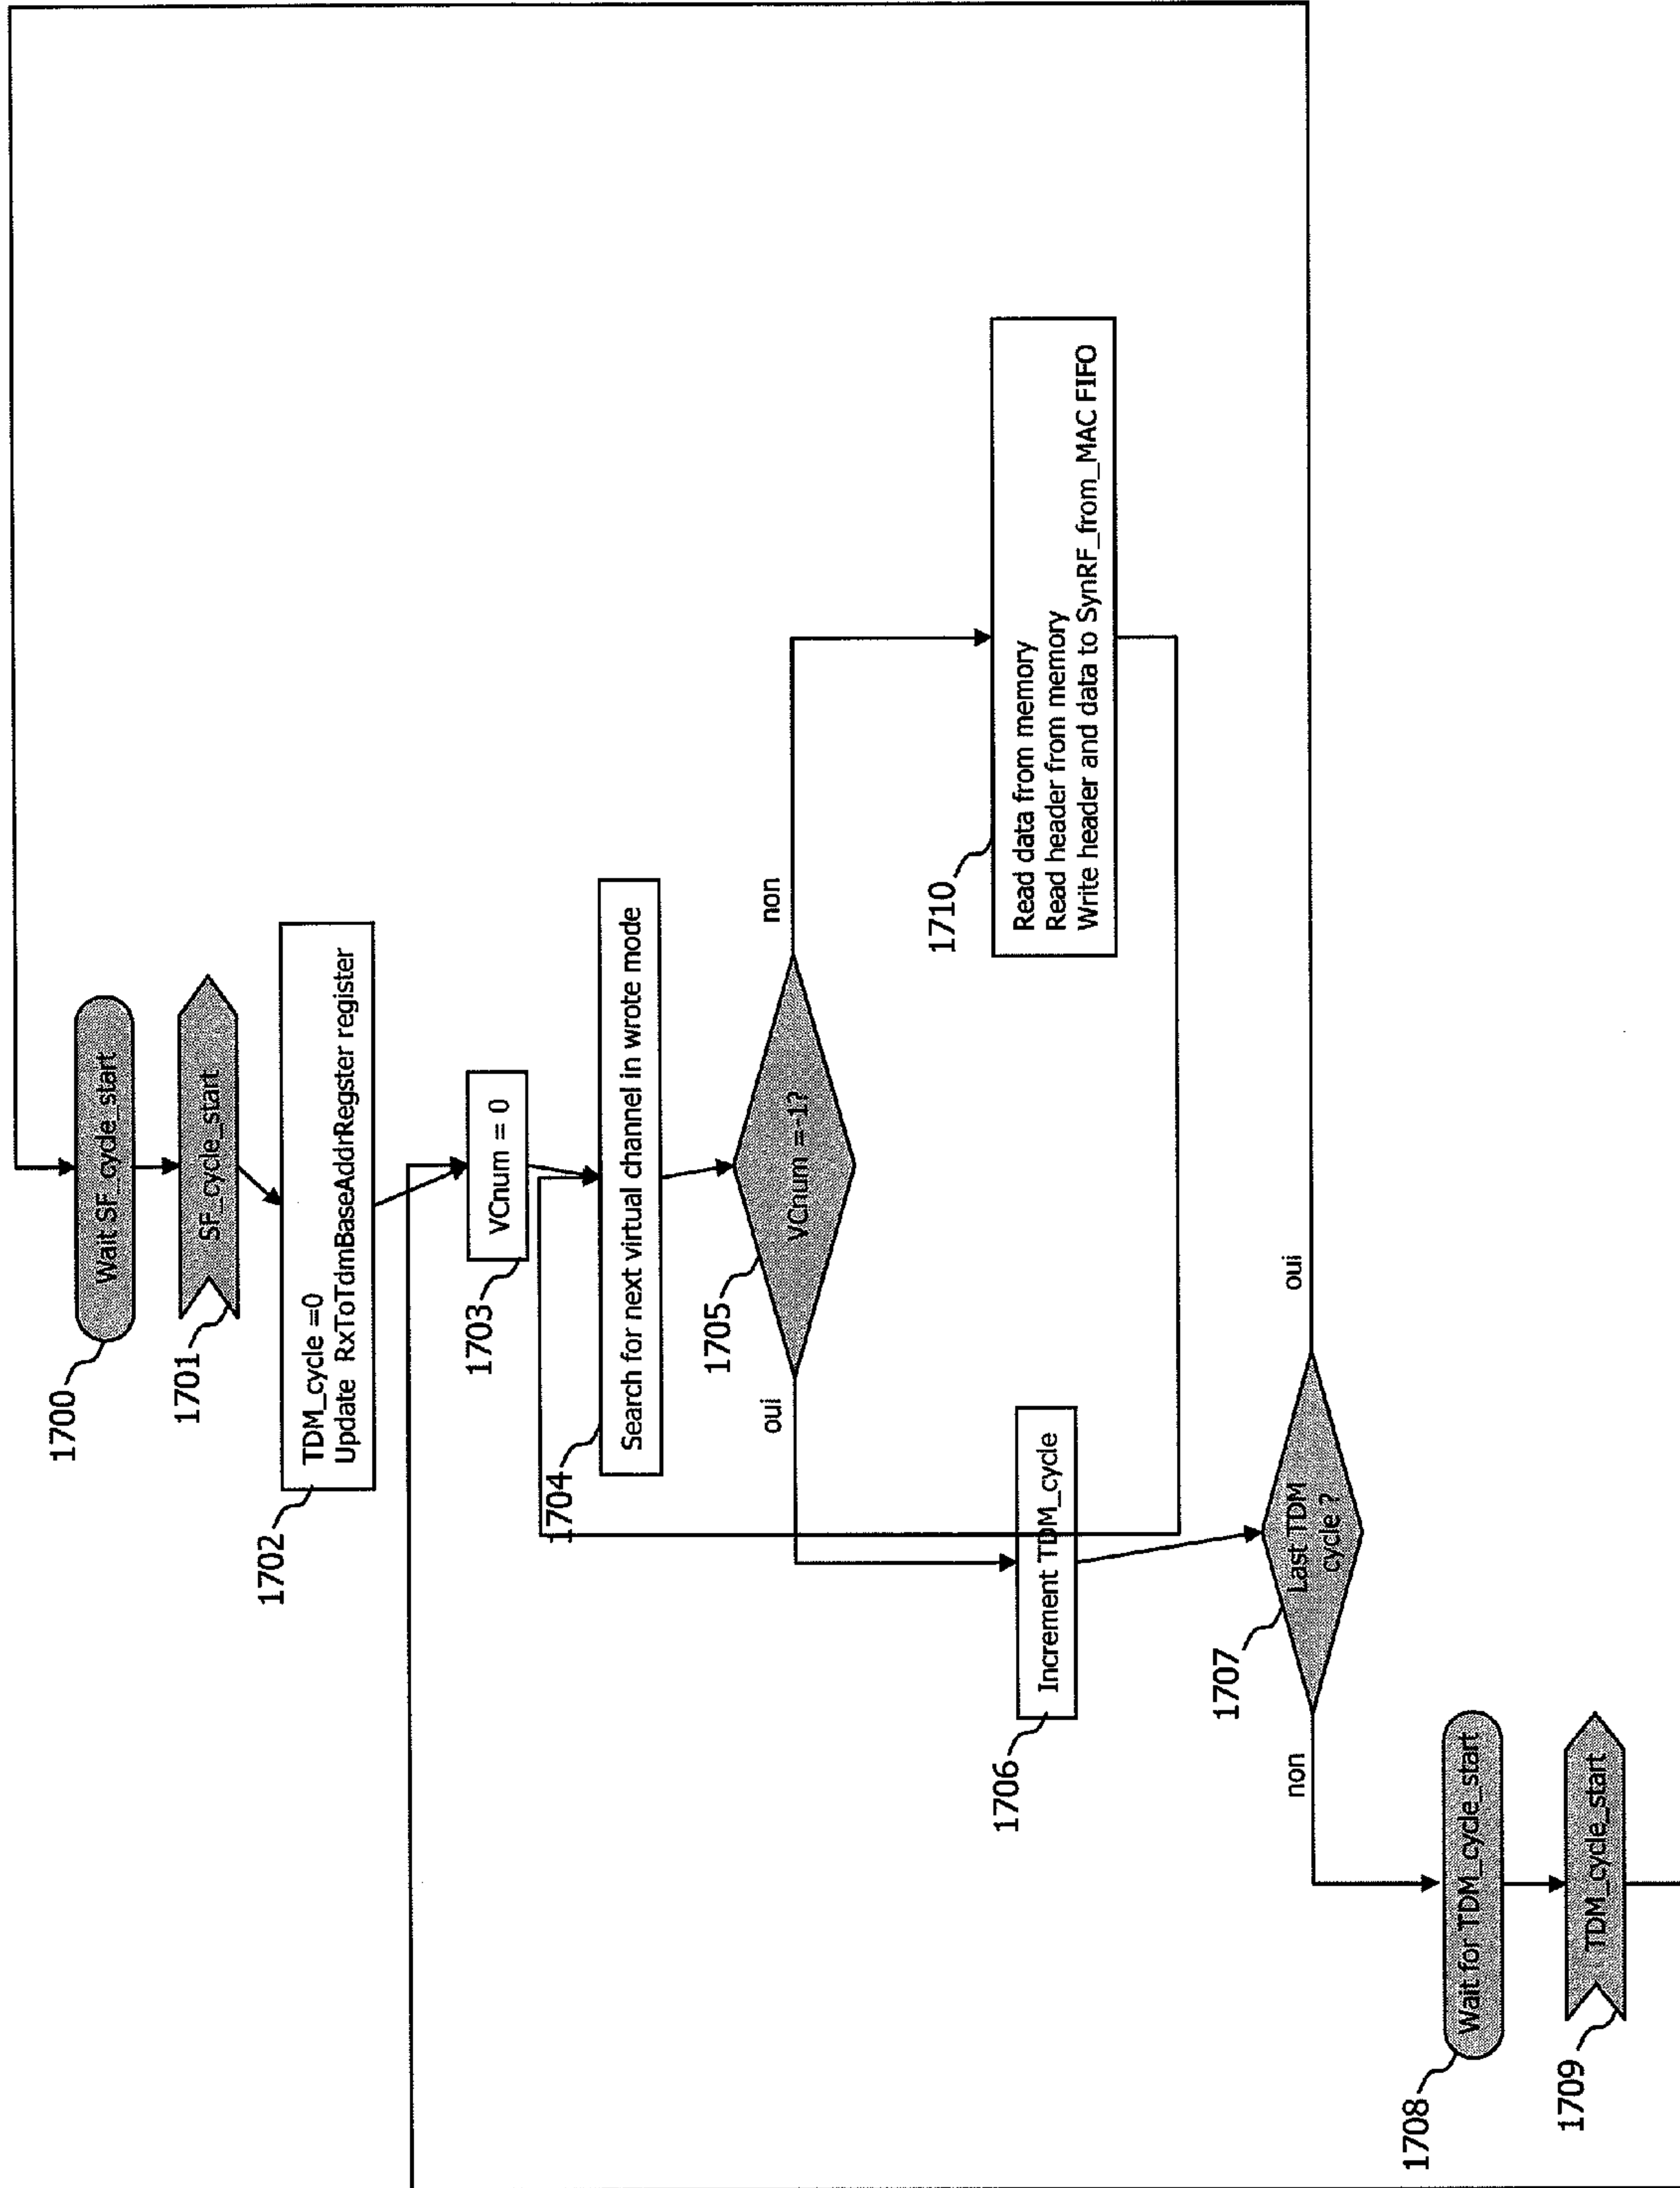 1700
Wait SF_cycle_start
1701
SF_cycle_start
1702
TDM_cycle =0
Update RxToTdmBaseAddrRegster register
1703
VCnum = 0
1704
Search for next virtual channel in wrote mode
1705
VCnum =-1?
oui
non
1710
Read data from memory
Read header from memory
Write header and data to SynRF_from_MAC FIFO
1706
Increment TDM_cycle
1707
Last TDM
cycle ?
non
oui
1708
Wait for TDM_cycle_start
1709
TDM_cycle_start